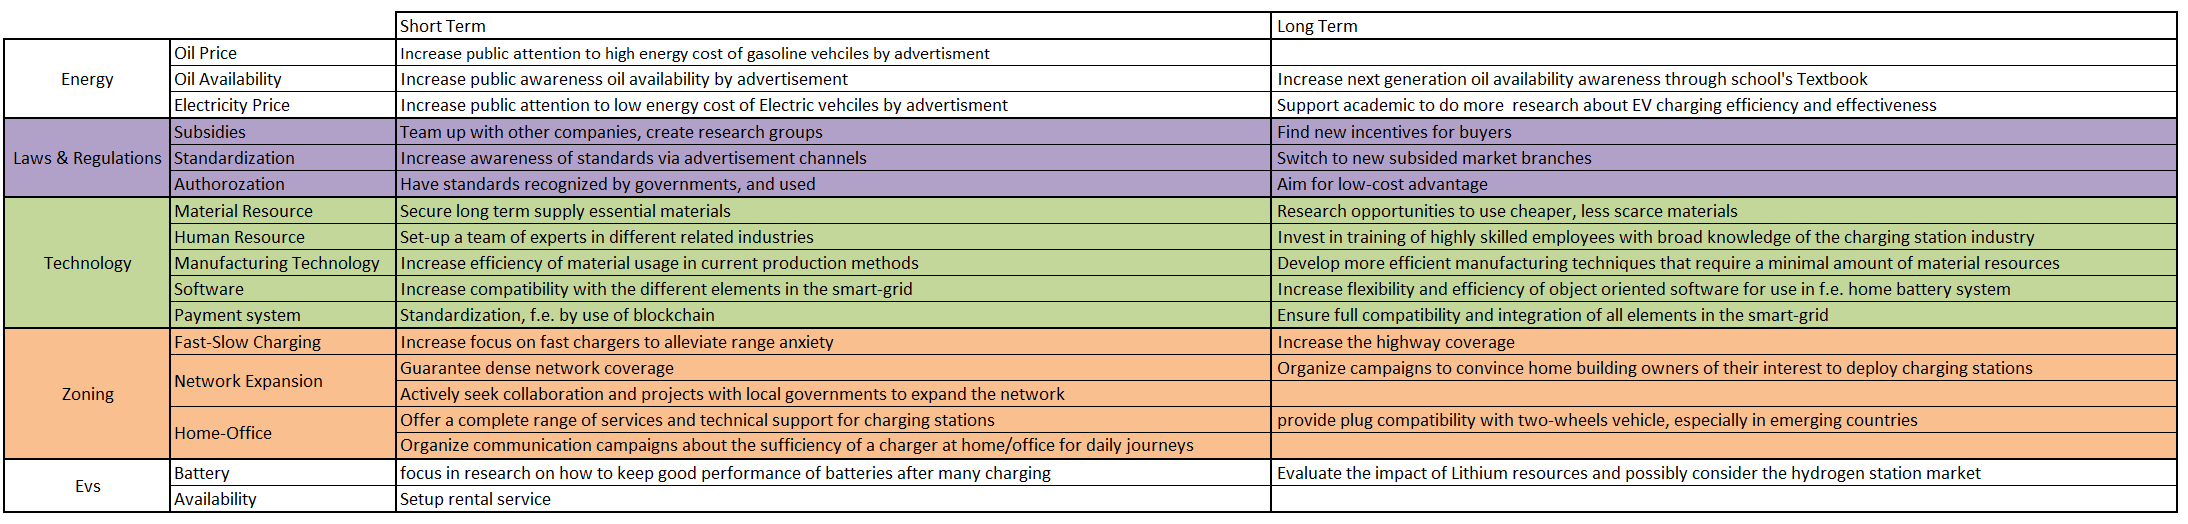 Short Term Long Term
Energy
Oil Price Increase public attention to high energy cost of gasoline vehciles by advertisment
Oil Availability Increase public awareness oil availability by advertisement Increase next generation oil availability awareness through school's Textbook
Electricity Price Increase public attention to low energy cost of Electric vehciles by advertisment Support academic to do more research about EV charging efficiency and effectiveness
Laws & Regulations
Subsidies Team up with other companies, create research groups Find new incentives for buyers
Standardization Increase awareness of standards via advertisement channels Switch to new subsided market branches
Authorozation Have standards recognized by governments, and used Aim for low-cost advantage
Technology
Material Resource Secure long term supply essential materials Research opportunities to use cheaper, less scarce materials
Human Resource Set-up a team of experts in different related industries Invest in training of highly skilled employees with broad knowledge of the charging station industry
Manufacturing Technology Increase efficiency of material usage in current production methods Develop more efficient manufacturing techniques that require a minimal amount of material resources
Software Increase compatibility with the different elements in the smart-grid Increase flexibility and efficiency of object oriented software for use in f.e. home battery system
Payment system Standardization, f.e. by use of blockchain Ensure full compatibility and integration of all elements in the smart-grid
Zoning
Fast-Slow Charging Increase focus on fast chargers to alleviate range anxiety Increase the highway coverage
Network Expansion
Guarantee dense network coverage Organize campaigns to convince home building owners of their interest to deploy charging stations
Actively seek collaboration and projects with local governments to expand the network
Home-Office
Offer a complete range of services and technical support for charging stations provide plug compatibility with two-wheels vehicle, especially in emerging countries
Organize communication campaigns about the sufficiency of a charger at home/office for daily journeys
Evs
Battery focus in research on how to keep good performance of batteries after many charging Evaluate the impact of Lithium resources and possibly consider the hydrogen station market
Availability Setup rental service